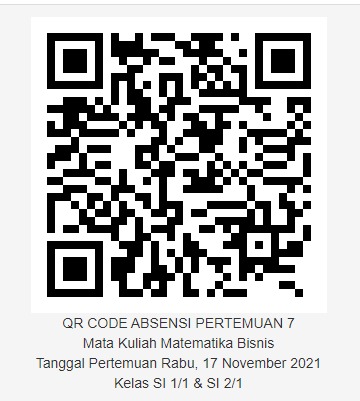 QR CODE ABSENSI PERTEMUAN 7
Mata Kuliah Matematika Bisnis
Tanggal Pertemuan Rabu, 17 November 2021
Kelas SI 1/1 & SI 2/1